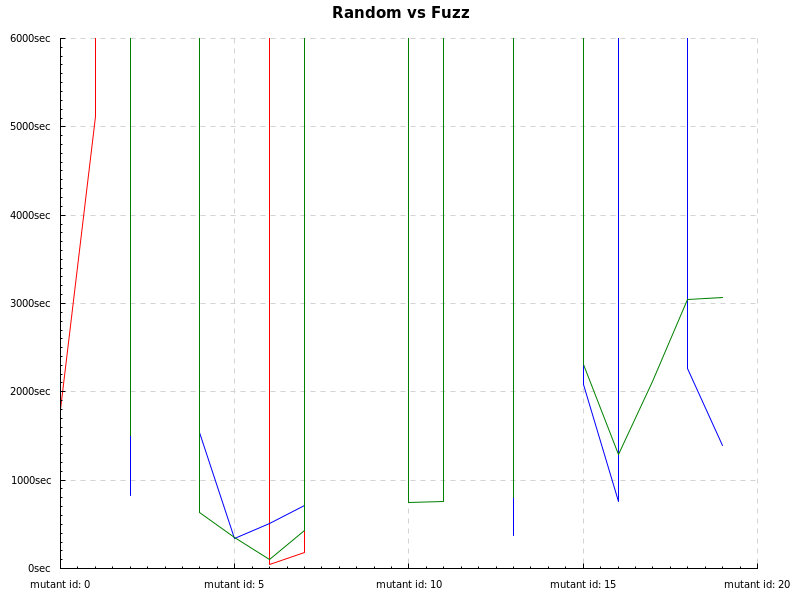 Random vs Fuzz
6000sec
5000sec
4000sec
3000sec
2000sec
1000sec
0sec
mutant id: 0 mutant id: 5 mutant id: 10 mutant id: 15 mutant id: 20